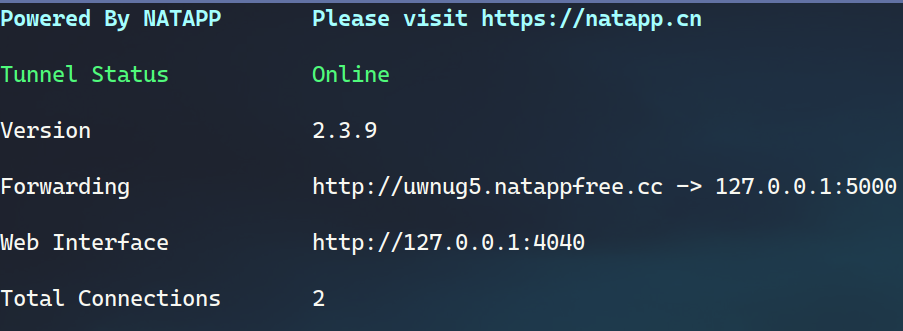 Powered By NATAPP Please visit https://natapp.cn
Tunnel Status Online
Version 2.3.9
Forwarding http://uwnug5.natappfree.cc -> 127.0.0.1:5000
Web Interface http://127.0.0.1:4040
Total Connections 2